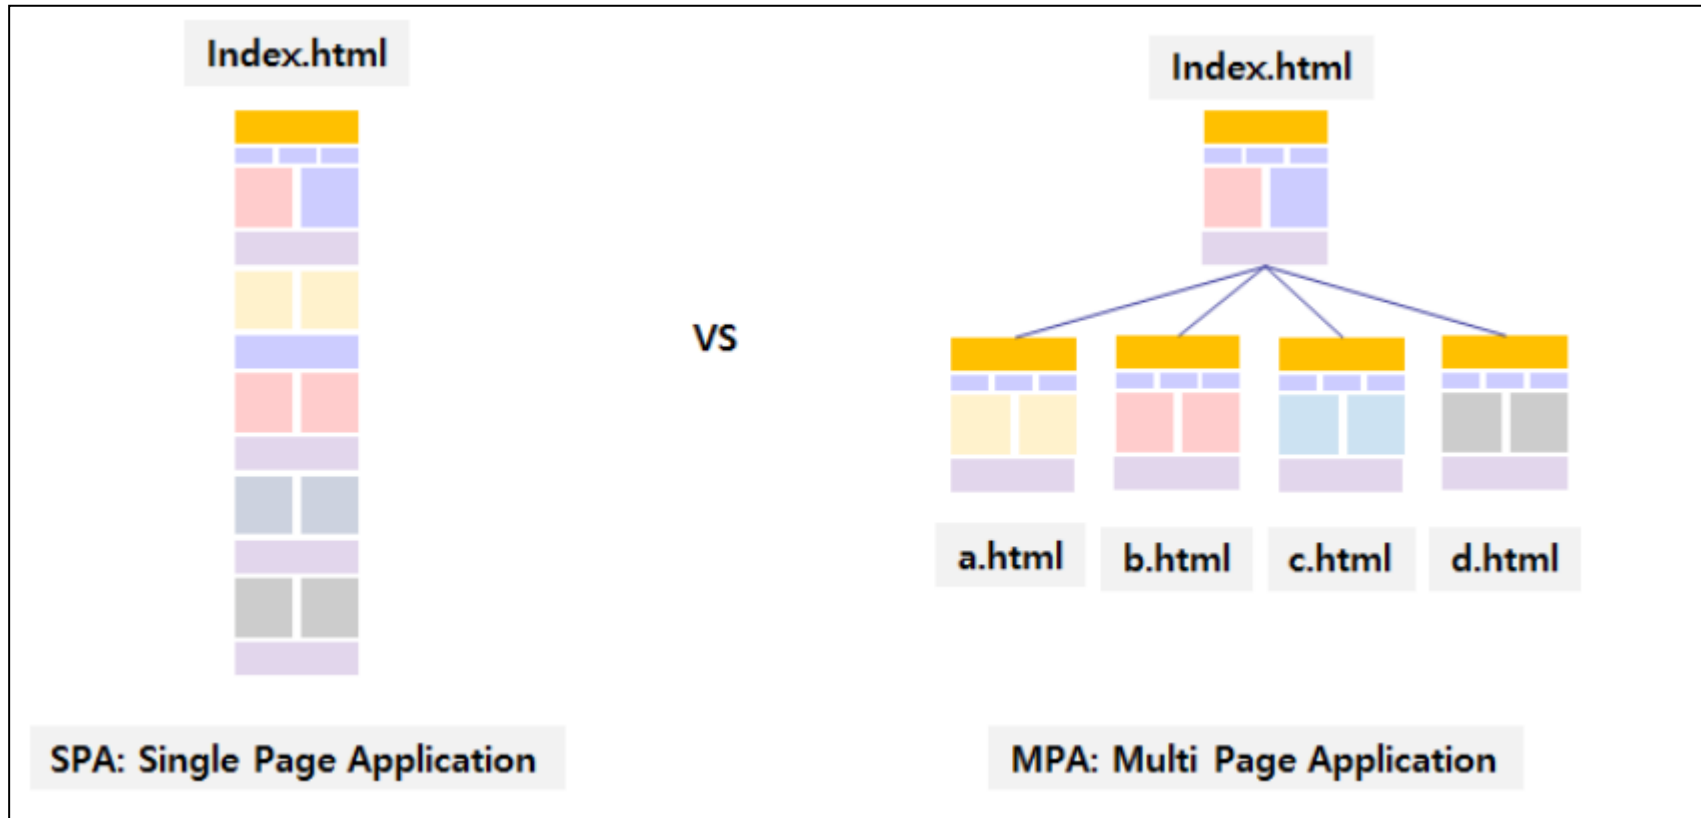 Index.html
Index.html
VS
a.html
b.html
c.html
d.html
SPA: Single Page Application
MPA: Multi Page Application